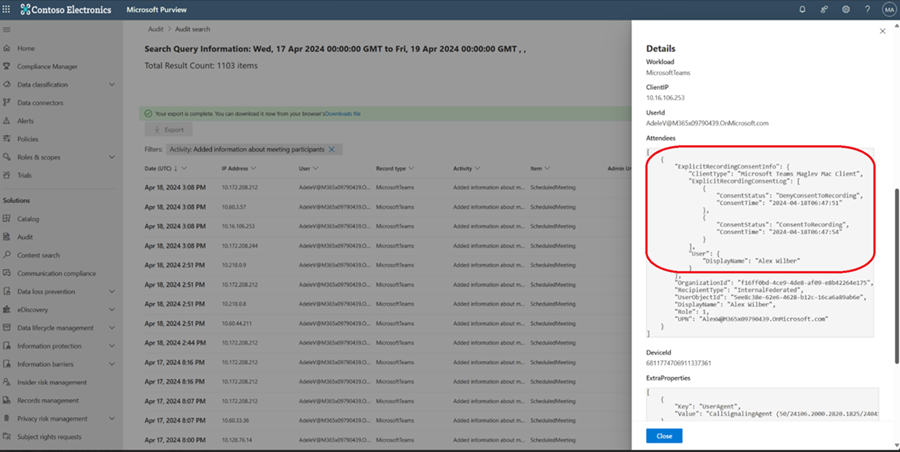 Contoso Electronics Microsoft Purview MA
Home
Compliance Manager
Data classification
Data connectors
Alerts
Policies
Roles & scopes
Trials
Solutions
Catalog
Audit
Content search
Communication compliance
Data loss prevention
eDiscovery
Data lifecycle management
Information protection
Information barriers
Insider risk management
Records management
Privacy risk management
Subject rights requests
Audit > Audit search
Search Query Information: Wed, 17 Apr 2024 00:00:00 GMT to Fri, 19 Apr 2024 00:00:00 GMT , ,
Total Result Count: 1103 items
Your export is complete. You can download it now from your browser'sDownloads file
Export
Filters: Activity: Added information about meeting participants
Date (UTC) IP Address User Record type Activity Item Admin Un
Apr 18, 2024 3:08 PM 10.172.208.212 AdeleV@M365x09790439.O... MicrosoftTeams Added information about m... ScheduledMeeting
Apr 18, 2024 3:08 PM 10.60.3.57 AdeleV@M365x09790439.O... MicrosoftTeams Added information about m... ScheduledMeeting
Apr 18, 2024 3:08 PM 10.16.106.253 AdeleV@M365x09790439.O... MicrosoftTeams Added information about m... ScheduledMeeting
Apr 18, 2024 3:08 PM 10.172.208.244 AdeleV@M365x09790439.O... MicrosoftTeams Added information about m... ScheduledMeeting
Apr 18, 2024 2:51 PM 10.218.0.9 AdeleV@M365x09790439.O... MicrosoftTeams Added information about m... ScheduledMeeting
Apr 18, 2024 2:51 PM 10.172.208.212 AdeleV@M365x09790439.O... MicrosoftTeams Added information about m... ScheduledMeeting
Apr 18, 2024 2:51 PM 10.218.0.8 AdeleV@M365x09790439.O... MicrosoftTeams Added information about m... ScheduledMeeting
Apr 18, 2024 2:51 PM 10.60.44.211 AdeleV@M365x09790439.O... MicrosoftTeams Added information about m... ScheduledMeeting
Apr 18, 2024 2:44 PM 10.172.208.212 AdeleV@M365x09790439.O... MicrosoftTeams Added information about m... ScheduledMeeting
Apr 17, 2024 8:16 PM 10.172.208.212 AdeleV@M365x09790439.O... MicrosoftTeams Added information about m... ScheduledMeeting
Apr 17, 2024 8:16 PM 10.172.208.212 AdeleV@M365x09790439.O... MicrosoftTeams Added information about m... ScheduledMeeting
Apr 17, 2024 8:07 PM 10.172.208.212 AdeleV@M365x09790439.O... MicrosoftTeams Added information about m... ScheduledMeeting
Apr 17, 2024 8:07 PM 10.60.33.36 AdeleV@M365x09790439.O... MicrosoftTeams Added information about m... ScheduledMeeting
Apr 17, 2024 8:00 PM 10.128.76.14 AdeleV@M365x09790439.O... MicrosoftTeams Added information about m... ScheduledMeeting
Details
Workload
MicrosoftTeams
ClientIP
10.16.106.253
UserId
AdeleV@M365x09790439.OnMicrosoft.com
Attendees
[
{
"ExplicitRecordingConsentInfo": {
"ClientType": "Microsoft Teams Maglev Mac Client",
"ExplicitRecordingConsentLog": [
{
"ConsentStatus": "DenyConsentToRecording",
"ConsentTime": "2024-04-18T06:47:51"
},
{
"ConsentStatus": "ConsentToRecording",
"ConsentTime": "2024-04-18T06:47:54"
}
],
"User": {
"DisplayName": "Alex Wilber"
}
},
"OrganizationId": "f16ff0bd-4ce9-4de8-af09-e8b42264e175",
"RecipientType": "InternalFederated",
"UserObjectId": "5ee8c38e-62e6-4628-b12c-16ca6a89ab6e",
"DisplayName": "Alex Wilber",
"Role": 1,
"UPN": "AlexW@M365x09790439.OnMicrosoft.com"
}
]
DeviceId
6811774706911337361
ExtraProperties
[
{
"Key": "UserAgent",
"Value": "CallSignalingAgent (50/24106.2000.2820.1825/2404
}
Close